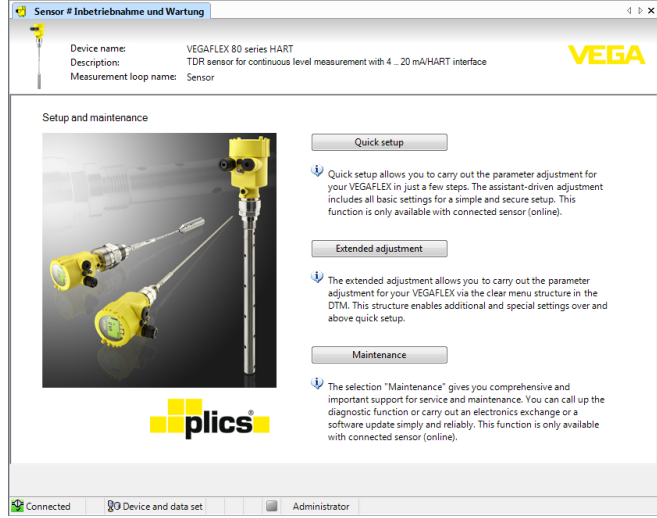 Sensor # Inbetriebnahme und Wartung
Device name: VEGAFLEX 80 series HART
Description: TDR sensor for continuous level measurement with 4 ... 20 mA/HART interface
Measurement loop name: Sensor
VEGA
Setup and maintenance
Quick setup
Quick setup allows you to carry out the parameter adjustment for
your VEGAFLEX in just a few steps. The assistant-driven adjustment
includes all basic settings for a simple and secure setup. This
function is only available with connected sensor (online).
Extended adjustment
The extended adjustment allows you to carry out the parameter
adjustment for your VEGAFLEX via the clear menu structure in the
DTM. This structure enables additional and special settings over and
above quick setup.
Maintenance
The selection "Maintenance" gives you comprehensive and
important support for service and maintenance. You can call up the
diagnostic function or carry out an electronics exchange or a
software update simply and reliably. This function is only available
with connected sensor (online).
plics®
Connected
Device and data set
Administrator